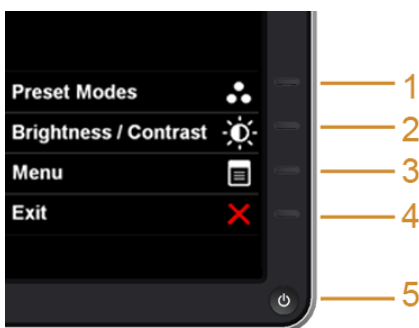 Preset Modes 1
Brightness / Contrast 2
Menu 3
Exit 4
5